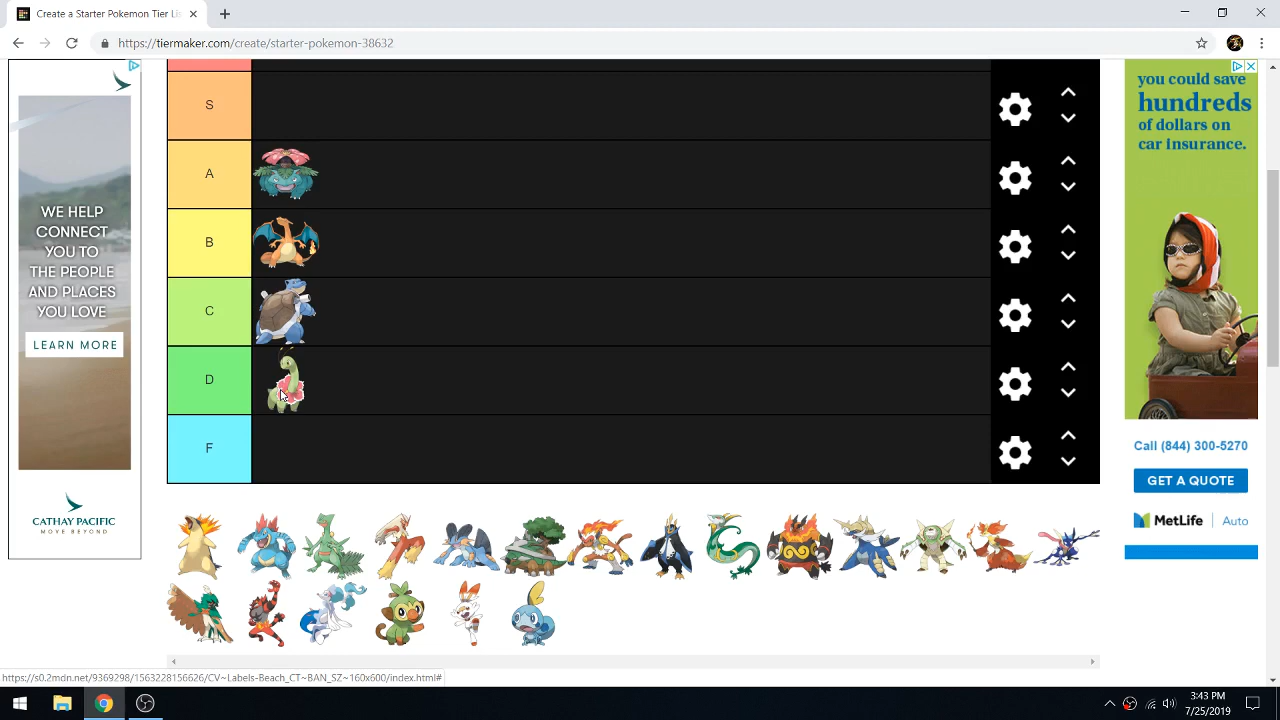 Create a Starter Pokemon Tier Lis
https://tiermaker.com/create/starter-pokemon-38632
S
A
B
C
D
F
WE HELP
CONNECT
YOU TO
THE PEOPLE
AND PLACES
YOU LOVE
LEARN MORE
CATHAY PACIFIC
MOVE BEYOND
you could save
hundreds
of dollars on
car insurance.
Call (844) 300-5270
GET A QUOTE
MetLife Auto
https://s0.2mdn.net/9369298/1563228156626/CV~Labels-Beach_CT~BAN_SZ~160x600/index.html#
3:43 PM
7/25/2019